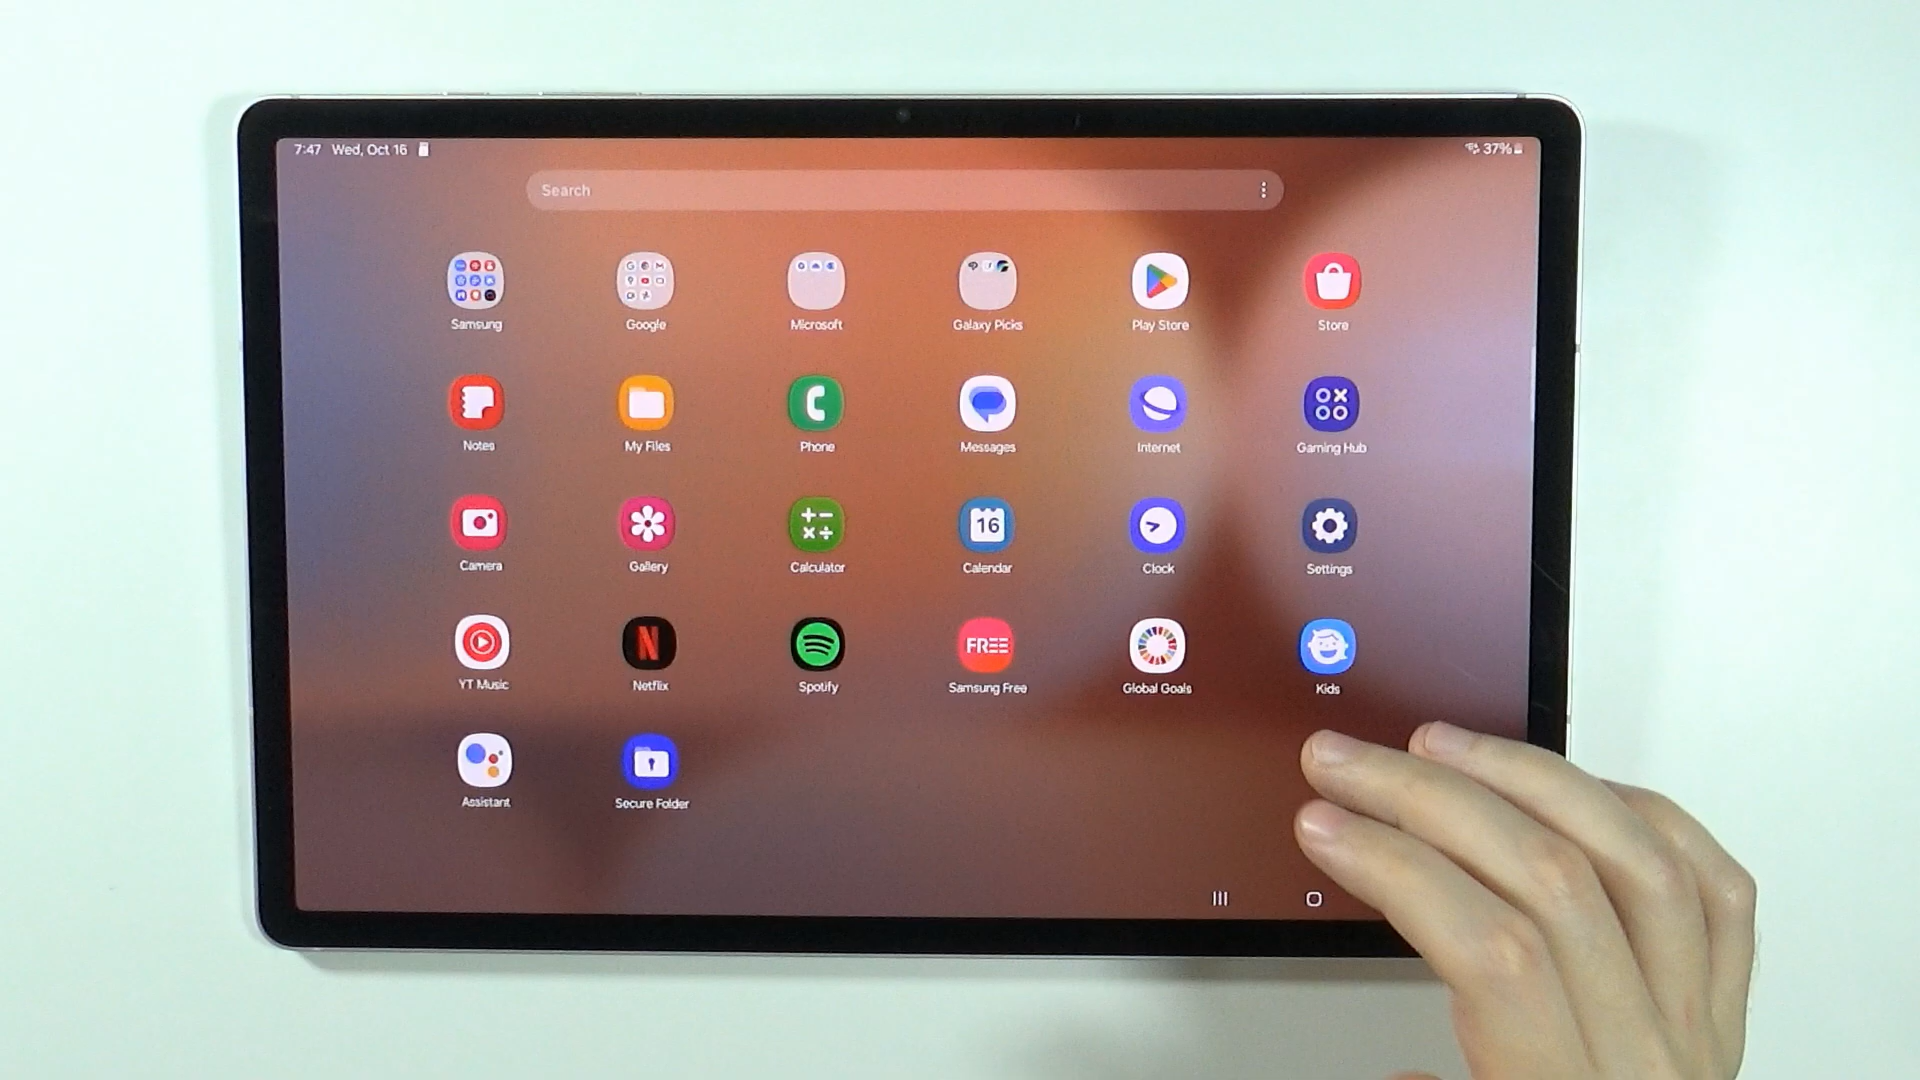 7:47 Wed, Oct 16
37%
Search
Samsung
Google
Microsoft
Galaxy Picks
Play Store
Store
Notes
My Files
Phone
Messages
Internet
Gaming Hub
16
Camera
Gallery
Calculator
Calendar
Clock
Settings
N
FREE
YT Music
Netflix
Spotify
Samsung Free
Global Goals
Kids
Assistant
Secure Folder